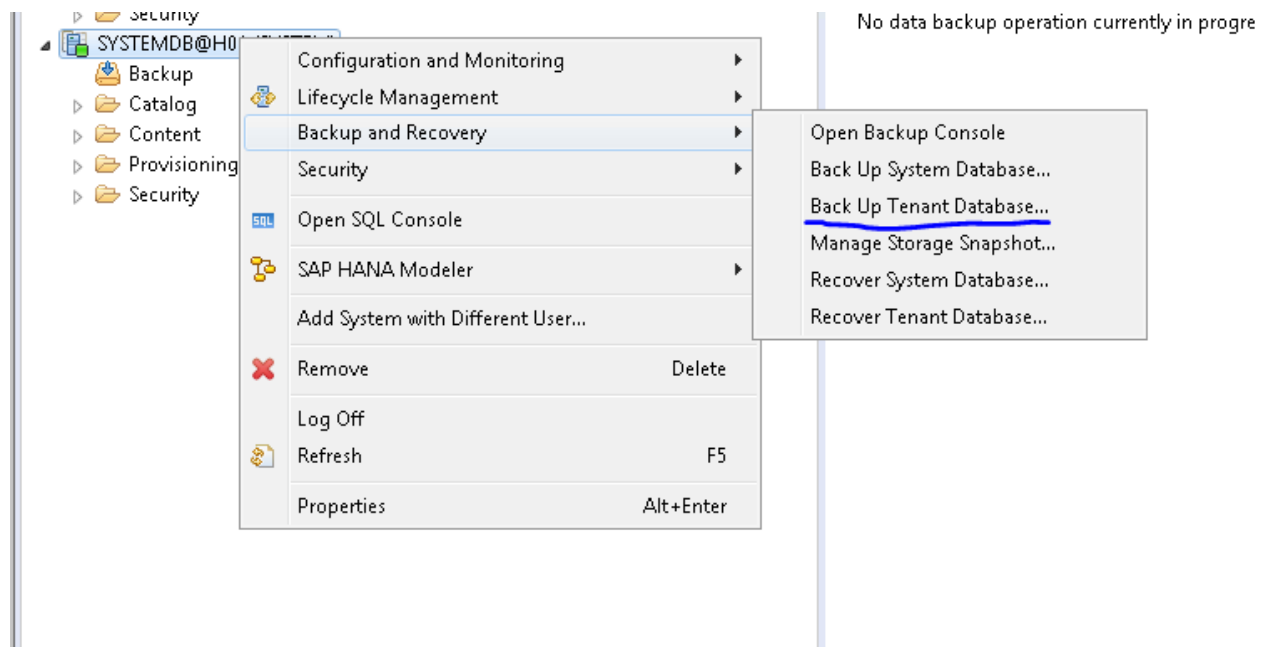 Security
No data backup operation currently in progre
SYSTEMDB@H0
Backup
Catalog
Content
Provisioning
Security
Configuration and Monitoring
Lifecycle Management
Backup and Recovery
Security
SQL Open SQL Console
SAP HANA Modeler
Add System with Different User...
Remove Delete
Log Off
Refresh F5
Properties Alt+Enter
Open Backup Console
Back Up System Database...
Back Up Tenant Database...
Manage Storage Snapshot...
Recover System Database...
Recover Tenant Database...